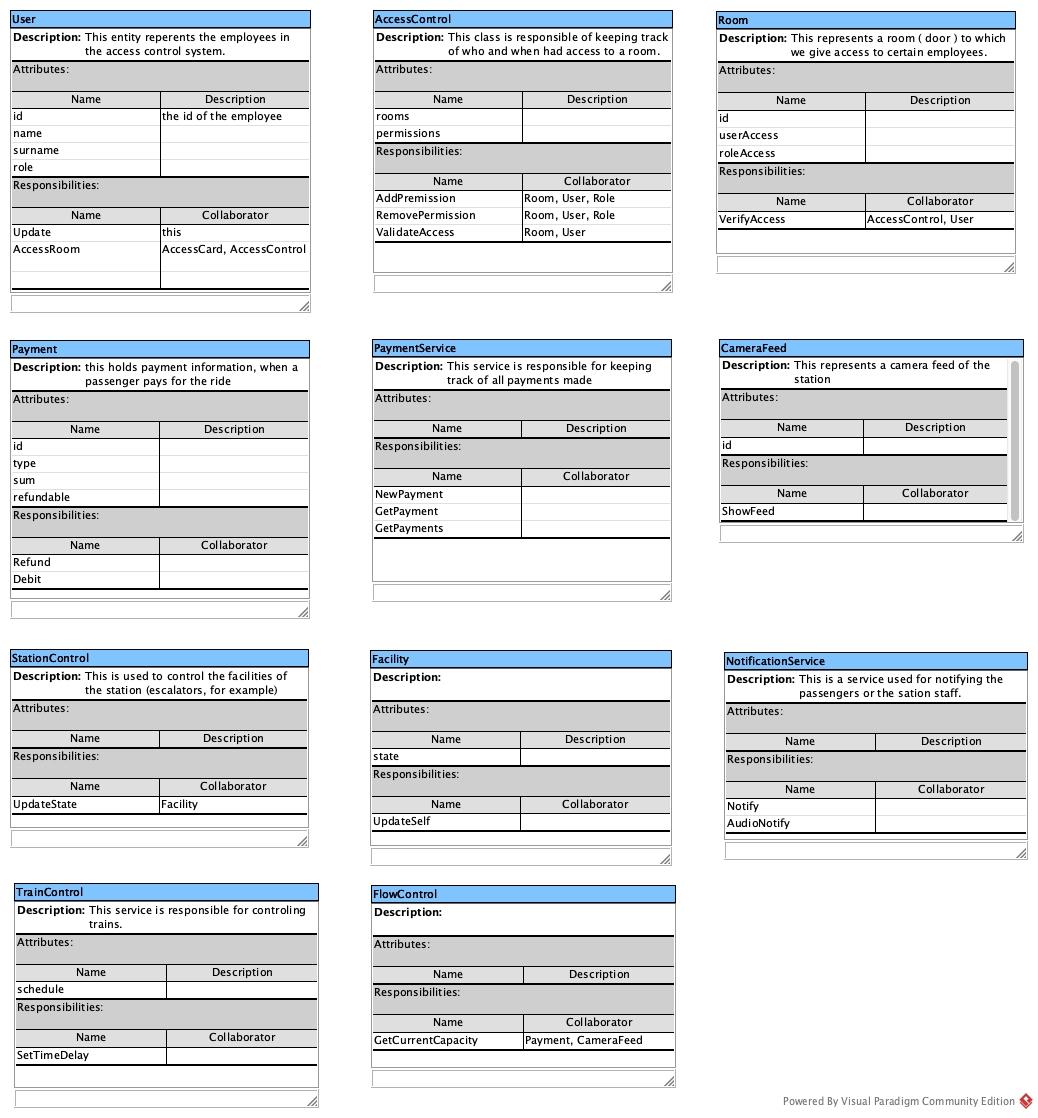 User
Description: This entity reperents the employees in
the access control system.
Attributes:
Name Description
id the id of the employee
name
surname
role
Responsibilities:
Name Collaborator
Update this
AccessRoom AccessCard, AccessControl
AccessControl
Description: This class is responsible of keeping track
of who and when had access to a room.
Attributes:
Name Description
rooms
permissions
Responsibilities:
Name Collaborator
AddPremission Room, User, Role
RemovePermission Room, User, Role
ValidateAccess Room, User
Room
Description: This represents a room ( door ) to which
we give access to certain employees.
Attributes:
Name Description
id
userAccess
roleAccess
Responsibilities:
Name Collaborator
VerifyAccess AccessControl, User
Payment
Description: this holds payment information, when a
passenger pays for the ride
Attributes:
Name Description
id
type
sum
refundable
Responsibilities:
Name Collaborator
Refund
Debit
PaymentService
Description: This service is responsible for keeping
track of all payments made
Attributes:
Name Description
Responsibilities:
Name Collaborator
NewPayment
GetPayment
GetPayments
CameraFeed
Description: This represents a camera feed of the
station
Attributes:
Name Description
id
Responsibilities:
Name Collaborator
ShowFeed
StationControl
Description: This is used to control the facilities of
the station (escalators, for example)
Attributes:
Name Description
Responsibilities:
Name Collaborator
UpdateState Facility
Facility
Description:
Attributes:
Name Description
state
Responsibilities:
Name Collaborator
UpdateSelf
NotificationService
Description: This is a service used for notifying the
passengers or the sation staff.
Attributes:
Name Description
Responsibilities:
Name Collaborator
Notify
AudioNotify
TrainControl
Description: This service is responsible for controling
trains.
Attributes:
Name Description
schedule
Responsibilities:
Name Collaborator
SetTimeDelay
FlowControl
Description:
Attributes:
Name Description
Responsibilities:
Name Collaborator
GetCurrentCapacity Payment, CameraFeed
Powered By Visual Paradigm Community Edition